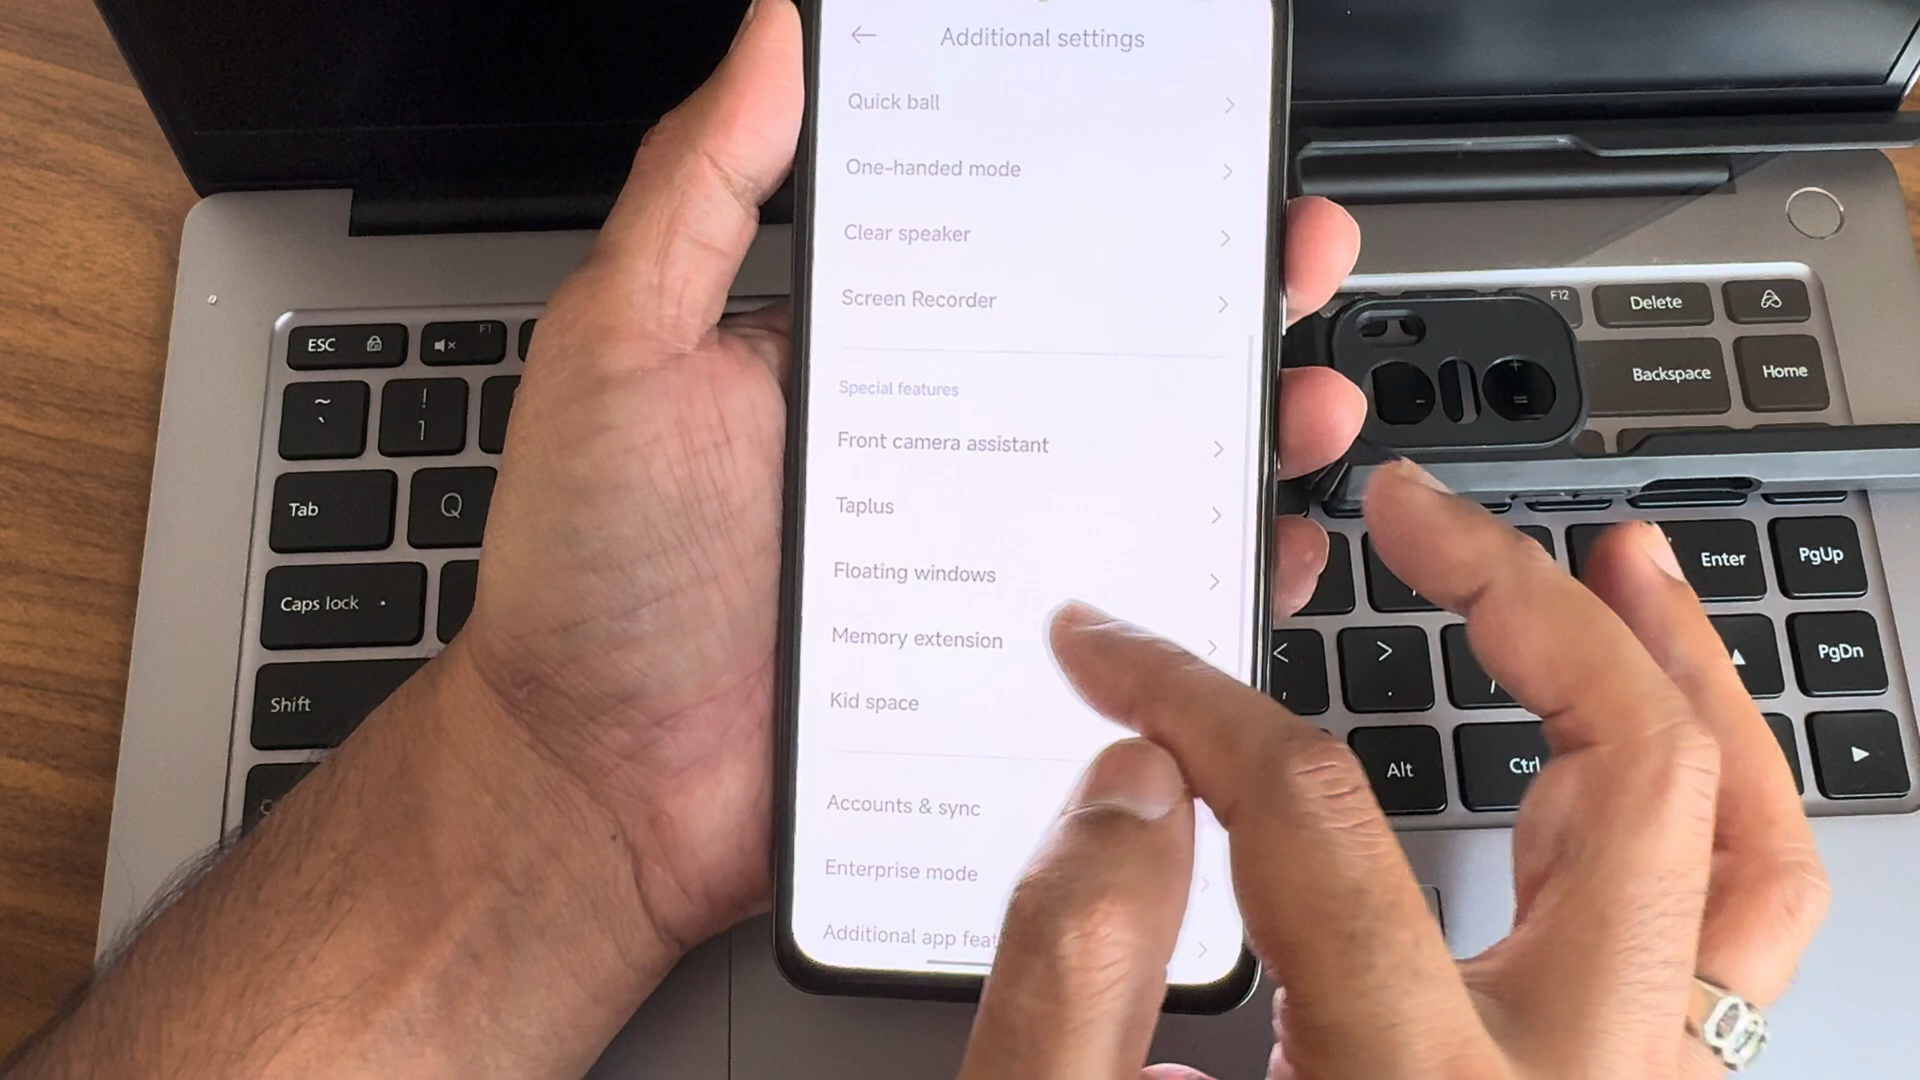 Additional settings
Quick ball
One-handed mode
Clear speaker
Screen Recorder
Special features
Front camera assistant
Taplus
Floating windows
Memory extension
Kid space
Accounts & sync
Enterprise mode
Additional app feat
ESC
F1
~
`
!
1
Tab
Q
Caps lock
Shift
F12
Delete
Backspace
Home
+
=
-
Enter
PgUp
<
,
>
.
PgDn
Alt
Ctrl